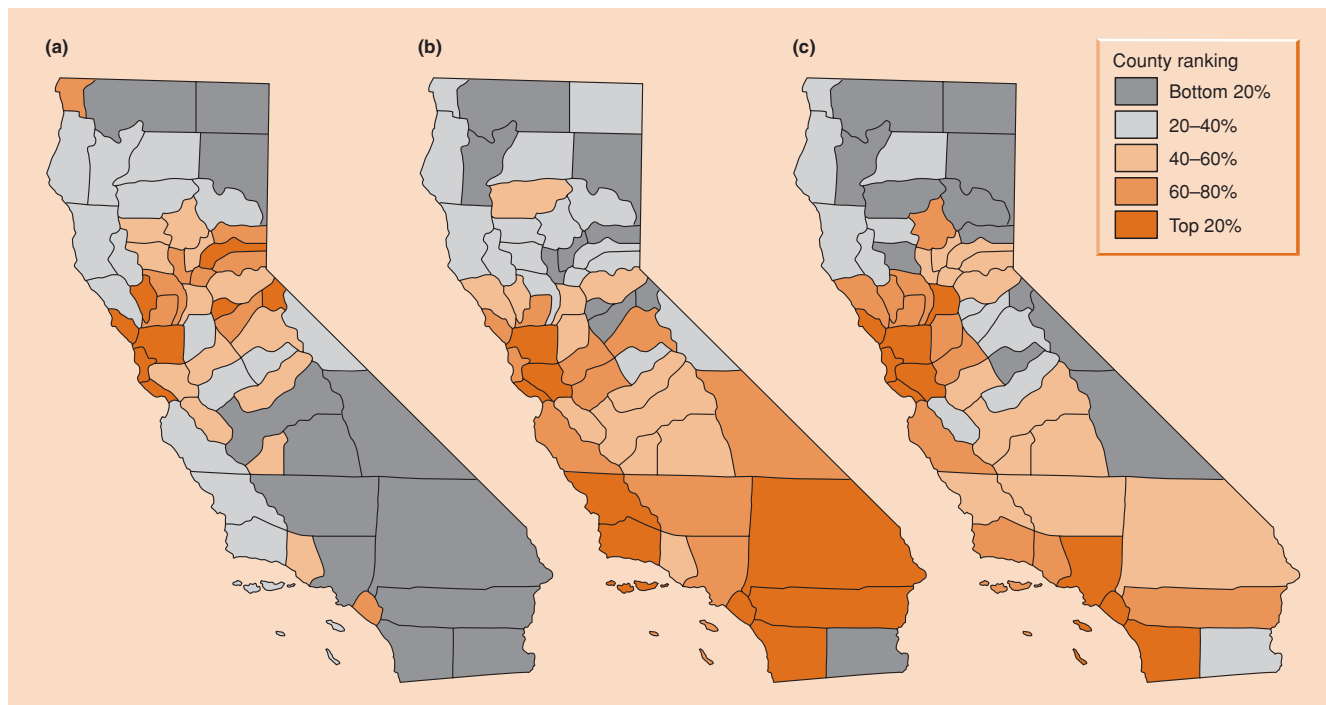 (a)
(b)
(c)
County ranking
Bottom 20%
20–40%
40–60%
60–80%
Top 20%